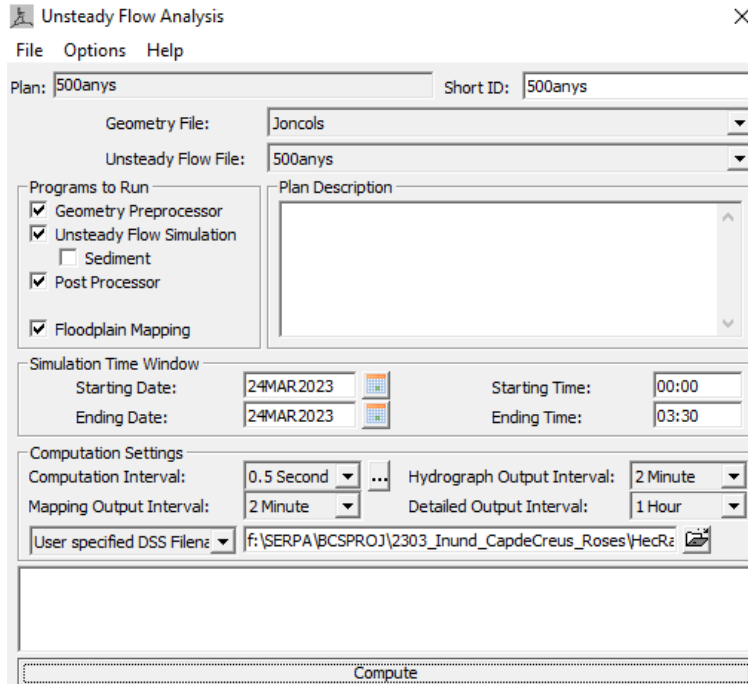 Unsteady Flow Analysis
File Options Help
Plan: 500anys Short ID: 500anys
Geometry File: Joncols
Unsteady Flow File: 500anys
Programs to Run
Geometry Preprocessor
Unsteady Flow Simulation
Sediment
Post Processor
Floodplain Mapping
Plan Description
Simulation Time Window
Starting Date: 24MAR2023 Starting Time: 00:00
Ending Date: 24MAR2023 Ending Time: 03:30
Computation Settings
Computation Interval: 0.5 Second ... Hydrograph Output Interval: 2 Minute
Mapping Output Interval: 2 Minute Detailed Output Interval: 1 Hour
User specified DSS Filena f:\SERPA\BCSPROJ\2303_Inund_CapdeCreus_Roses\HecRa
Compute